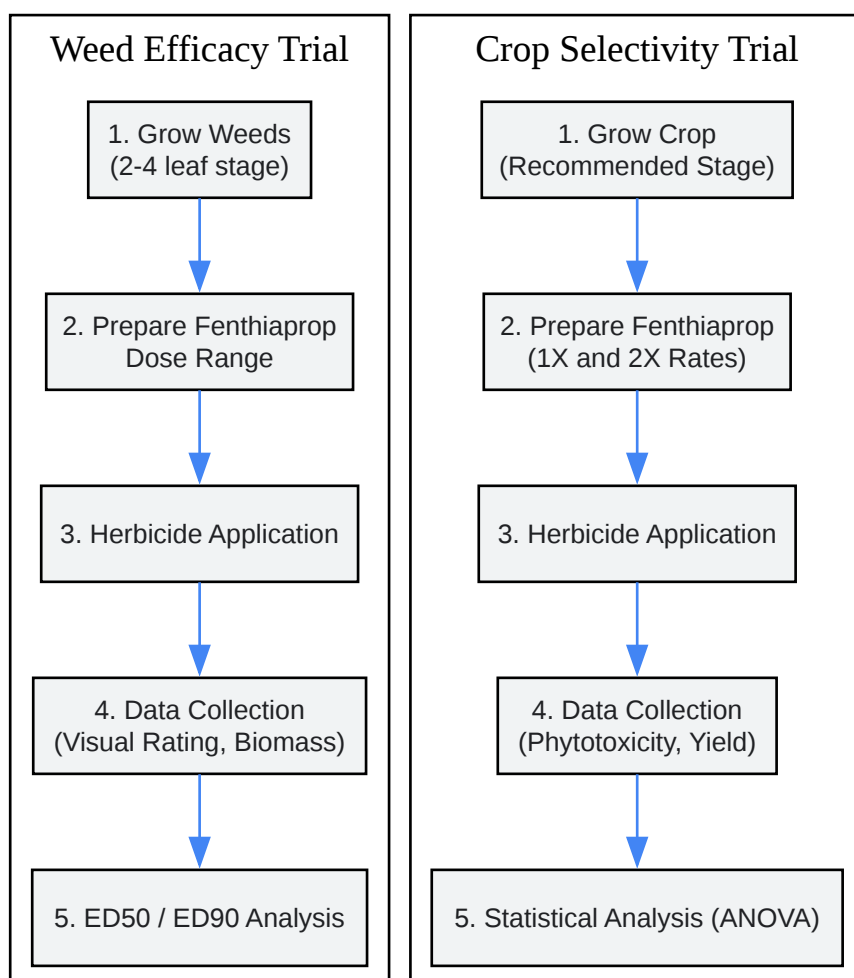 Weed Efficacy Trial
1. Grow Weeds
(2-4 leaf stage)
2. Prepare Fenthiaprop
Dose Range
3. Herbicide Application
4. Data Collection
(Visual Rating, Biomass)
5. ED50 / ED90 Analysis
Crop Selectivity Trial
1. Grow Crop
(Recommended Stage)
2. Prepare Fenthiaprop
(1X and 2X Rates)
3. Herbicide Application
4. Data Collection
(Phytotoxicity, Yield)
5. Statistical Analysis (ANOVA)